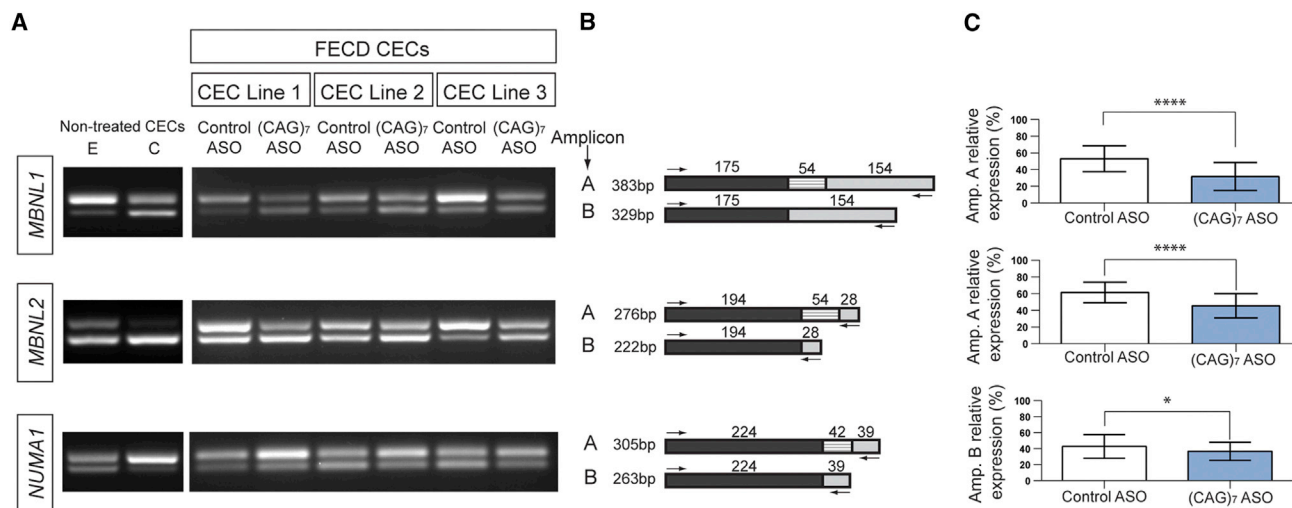 A
FECD CECs
CEC Line 1 CEC Line 2 CEC Line 3
Non-treated CECs
E C
Control ASO (CAG)₇ ASO Control ASO (CAG)₇ ASO Control ASO (CAG)₇ ASO
MBNL1
MBNL2
NUMA1
B
Amplicon
A 383bp 175 54 154
B 329bp 175 154
A 276bp 194 54 28
B 222bp 194 28
A 305bp 224 42 39
B 263bp 224 39
C
Amp. A relative
expression (%)
100
80
60
40
20
0
****
Control ASO (CAG)₇ ASO
Amp. A relative
expression (%)
100
80
60
40
20
0
****
Control ASO (CAG)₇ ASO
Amp. B relative
expression (%)
100
80
60
40
20
0
*
Control ASO (CAG)₇ ASO